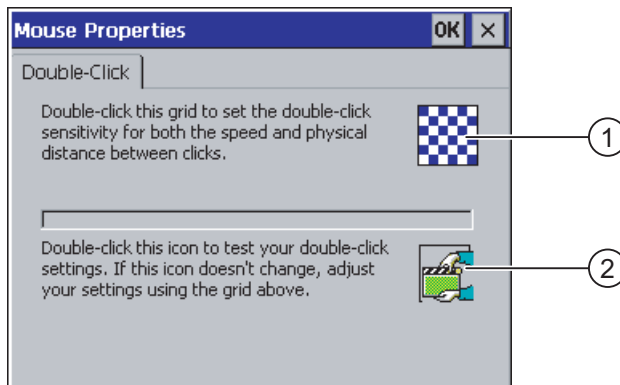 Mouse Properties OK ×
Double-Click
Double-click this grid to set the double-click
sensitivity for both the speed and physical
distance between clicks.
1
Double-click this icon to test your double-click
settings. If this icon doesn't change, adjust
your settings using the grid above.
2